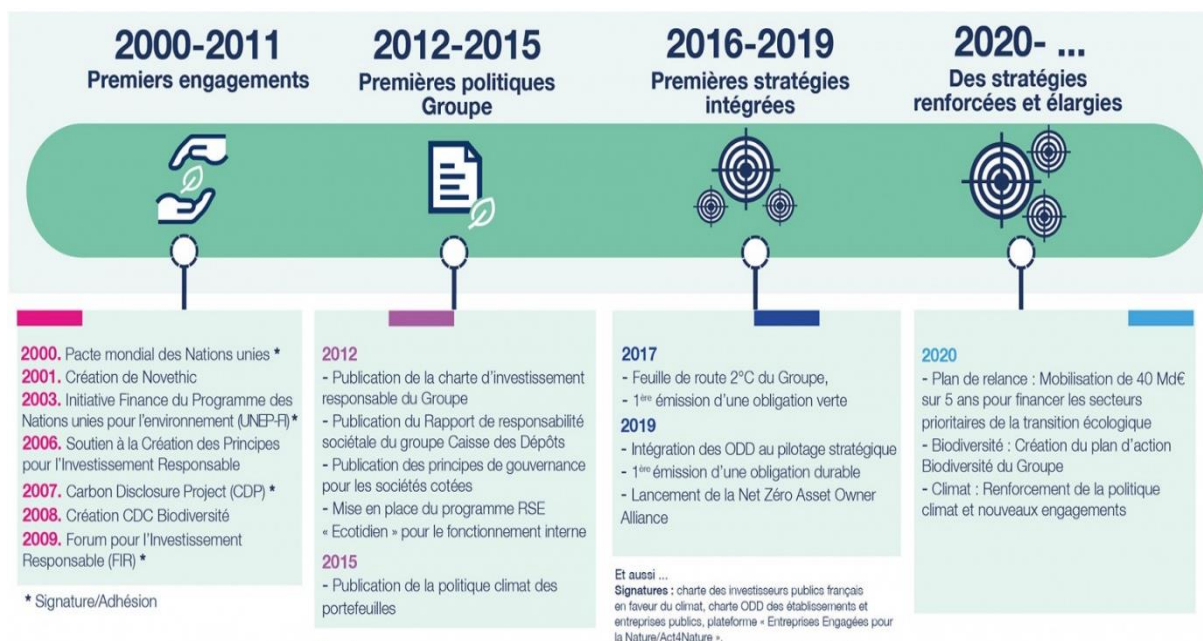 2000-2011
Premiers engagements
2012-2015
Premières politiques
Groupe
2016-2019
Premières stratégies
intégrées
2020- ...
Des stratégies
renforcées et élargies
2000. Pacte mondial des Nations unies *
2001. Création de Novethic
2003. Initiative Finance du Programme des
Nations unies pour l'environnement (UNEP-FI) *
2006. Soutien à la Création des Principes
pour l'Investissement Responsable
2007. Carbon Disclosure Project (CDP) *
2008. Création CDC Biodiversité
2009. Forum pour l'Investissement
Responsable (FIR) *
* Signature/Adhésion
2012
- Publication de la charte d'investissement
responsable du Groupe
- Publication du Rapport de responsabilité
sociétale du groupe Caisse des Dépôts
- Publication des principes de gouvernance
pour les sociétés cotées
- Mise en place du programme RSE
« Ecotidien » pour le fonctionnement interne
2015
- Publication de la politique climat des
portefeuilles
2017
- Feuille de route 2°C du Groupe,
- 1ère émission d'une obligation verte
2019
- Intégration des ODD au pilotage stratégique
- 1ère émission d'une obligation durable
- Lancement de la Net Zéro Asset Owner
Alliance
Et aussi ...
Signatures : charte des investisseurs publics français
en faveur du climat, charte ODD des établissements et
entreprises publics, plateforme « Entreprises Engagées pour
la Nature/Act4Nature ».
2020
- Plan de relance : Mobilisation de 40 Md€
sur 5 ans pour financer les secteurs
prioritaires de la transition écologique
- Biodiversité : Création du plan d'action
Biodiversité du Groupe
- Climat : Renforcement de la politique
climat et nouveaux engagements